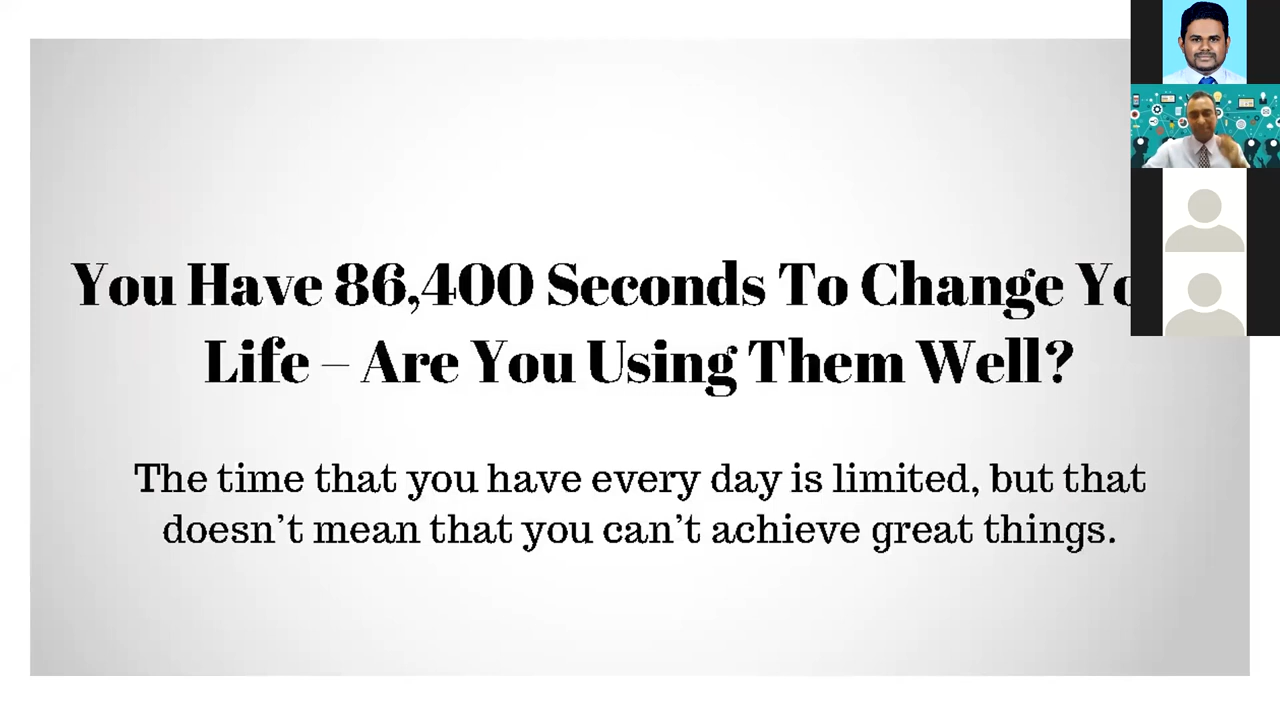 You Have 86,400 Seconds To Change
Life – Are You Using Them Well?
The time that you have every day is limited, but that
doesn’t mean that you can’t achieve great things.